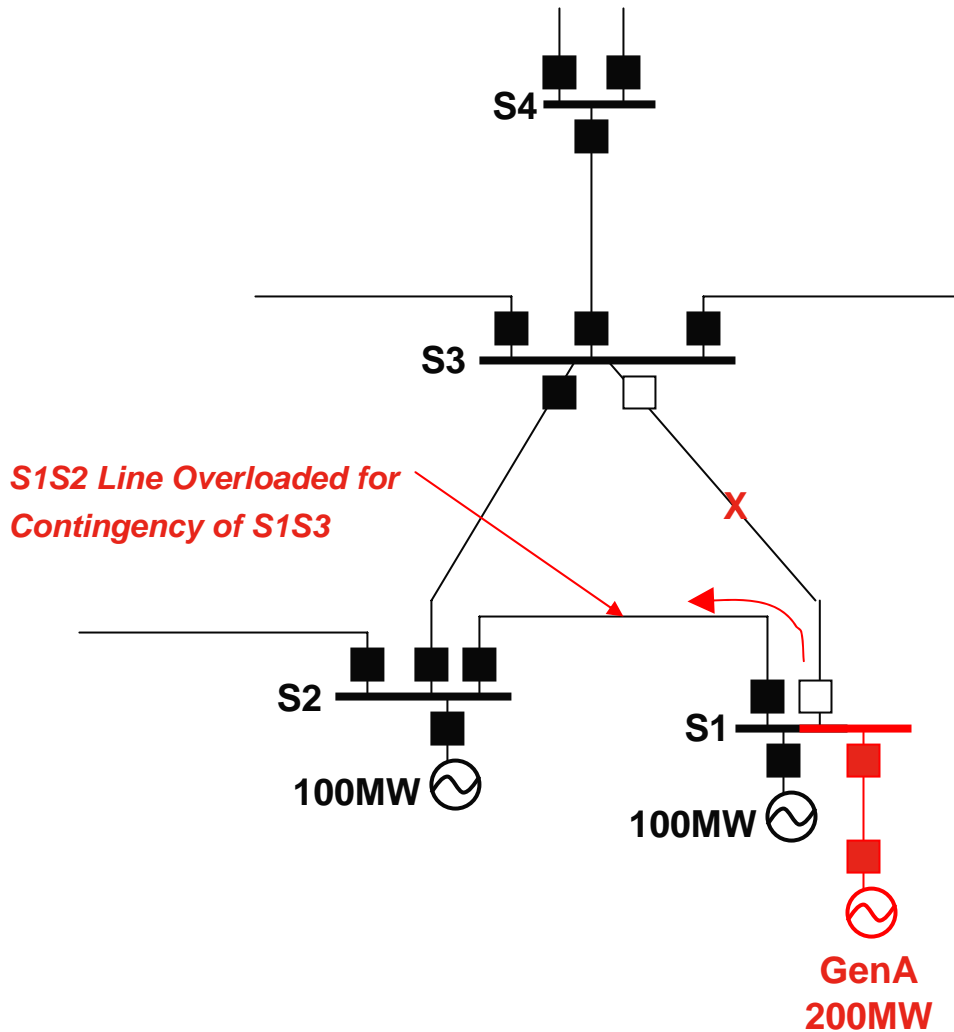 S4
S3
S1S2 Line Overloaded for
Contingency of S1S3
X
S2
S1
100MW
100MW
GenA
200MW